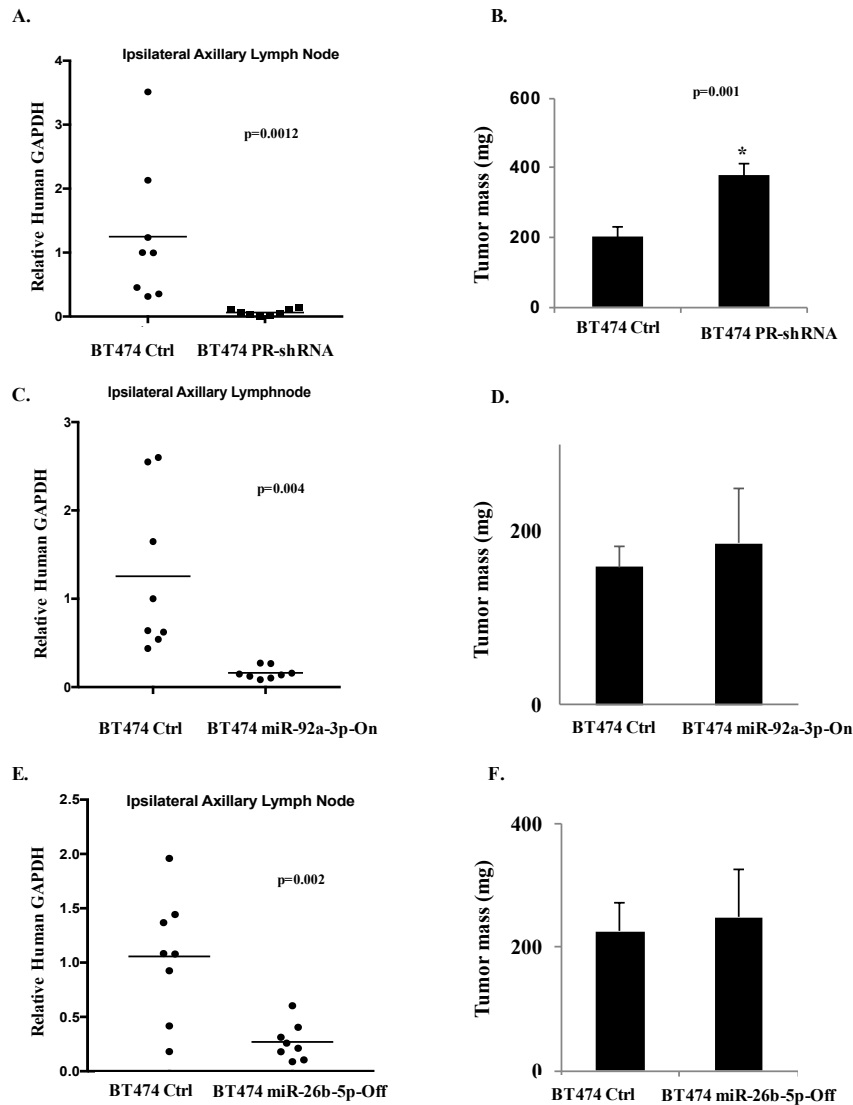 A.
Ipsilateral Axillary Lymph Node
Relative Human GAPDH
4
3
2
1
0
p=0.0012
BT474 Ctrl
BT474 PR-shRNA
B.
Tumor mass (mg)
600
400
200
0
p=0.001
*
BT474 Ctrl
BT474 PR-shRNA
C.
Ipsilateral Axillary Lymphnode
Relative Human GAPDH
3
2
1
0
p=0.004
BT474 Ctrl
BT474 miR-92a-3p-On
D.
Tumor mass (mg)
200
0
BT474 Ctrl
BT474 miR-92a-3p-On
E.
Ipsilateral Axillary Lymph Node
Relative Human GAPDH
2.5
2.0
1.5
1.0
0.5
0.0
p=0.002
BT474 Ctrl
BT474 miR-26b-5p-Off
F.
Tumor mass (mg)
400
200
0
BT474 Ctrl
BT474 miR-26b-5p-Off